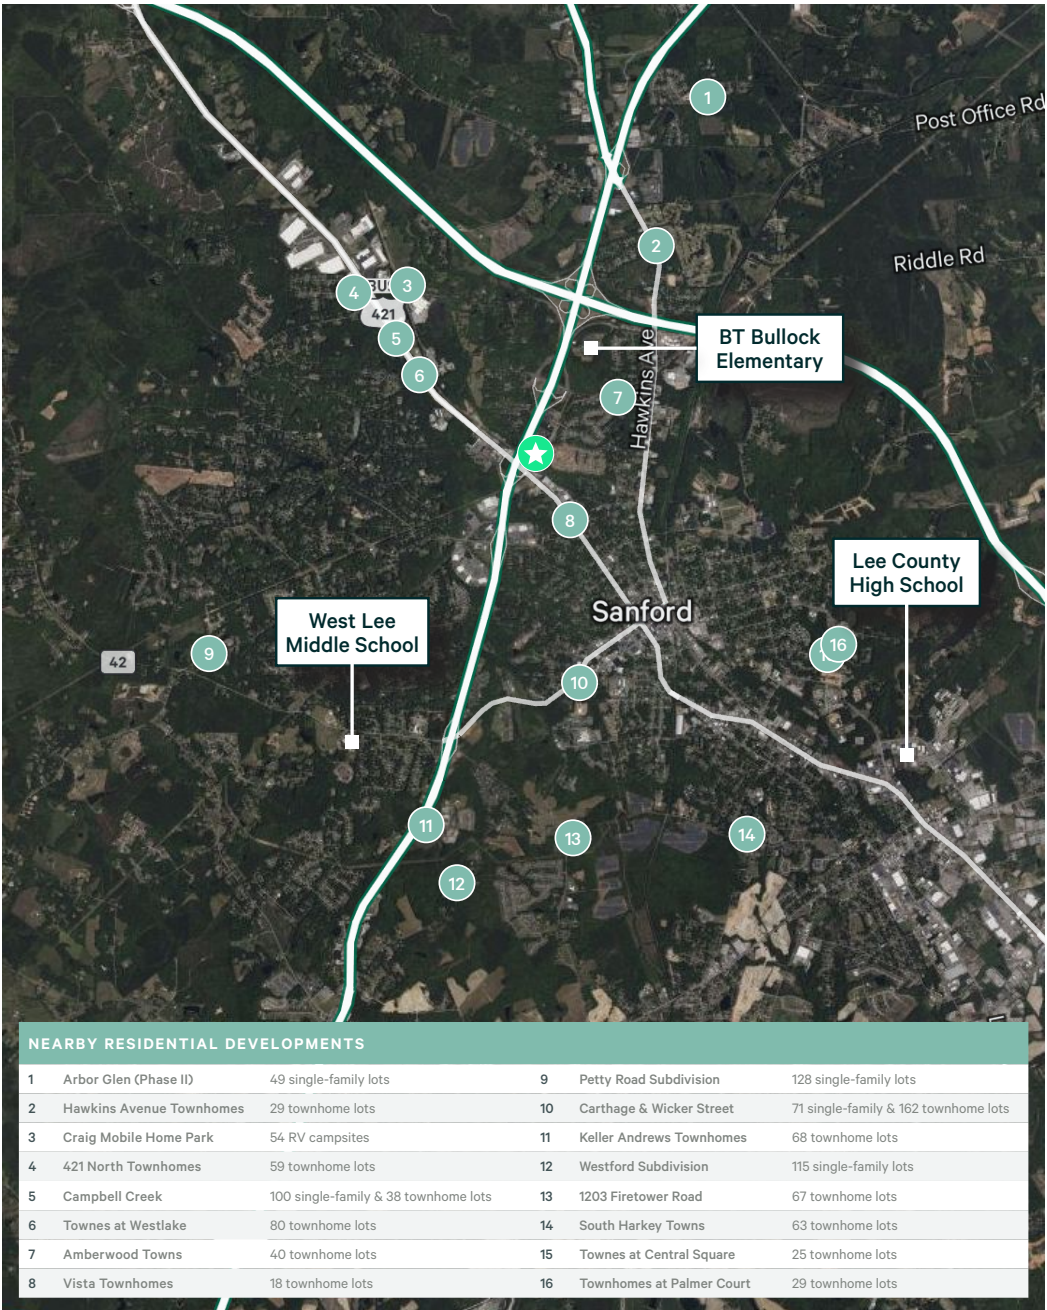 1
Post Office Rd
2
Riddle Rd
4
BU
3
421
5
BT Bullock
Elementary
6
7
Hawkins Ave
8
Lee County
High School
Sanford
West Lee
Middle School
42
9
16
10
11
13
14
12
NEARBY RESIDENTIAL DEVELOPMENTS
1 Arbor Glen (Phase II) 49 single-family lots
2 Hawkins Avenue Townhomes 29 townhome lots
3 Craig Mobile Home Park 54 RV campsites
4 421 North Townhomes 59 townhome lots
5 Campbell Creek 100 single-family & 38 townhome lots
6 Townes at Westlake 80 townhome lots
7 Amberwood Towns 40 townhome lots
8 Vista Townhomes 18 townhome lots
9 Petty Road Subdivision 128 single-family lots
10 Carthage & Wicker Street 71 single-family & 162 townhome lots
11 Keller Andrews Townhomes 68 townhome lots
12 Westford Subdivision 115 single-family lots
13 1203 Firetower Road 67 townhome lots
14 South Harkey Towns 63 townhome lots
15 Townes at Central Square 25 townhome lots
16 Townhomes at Palmer Court 29 townhome lots